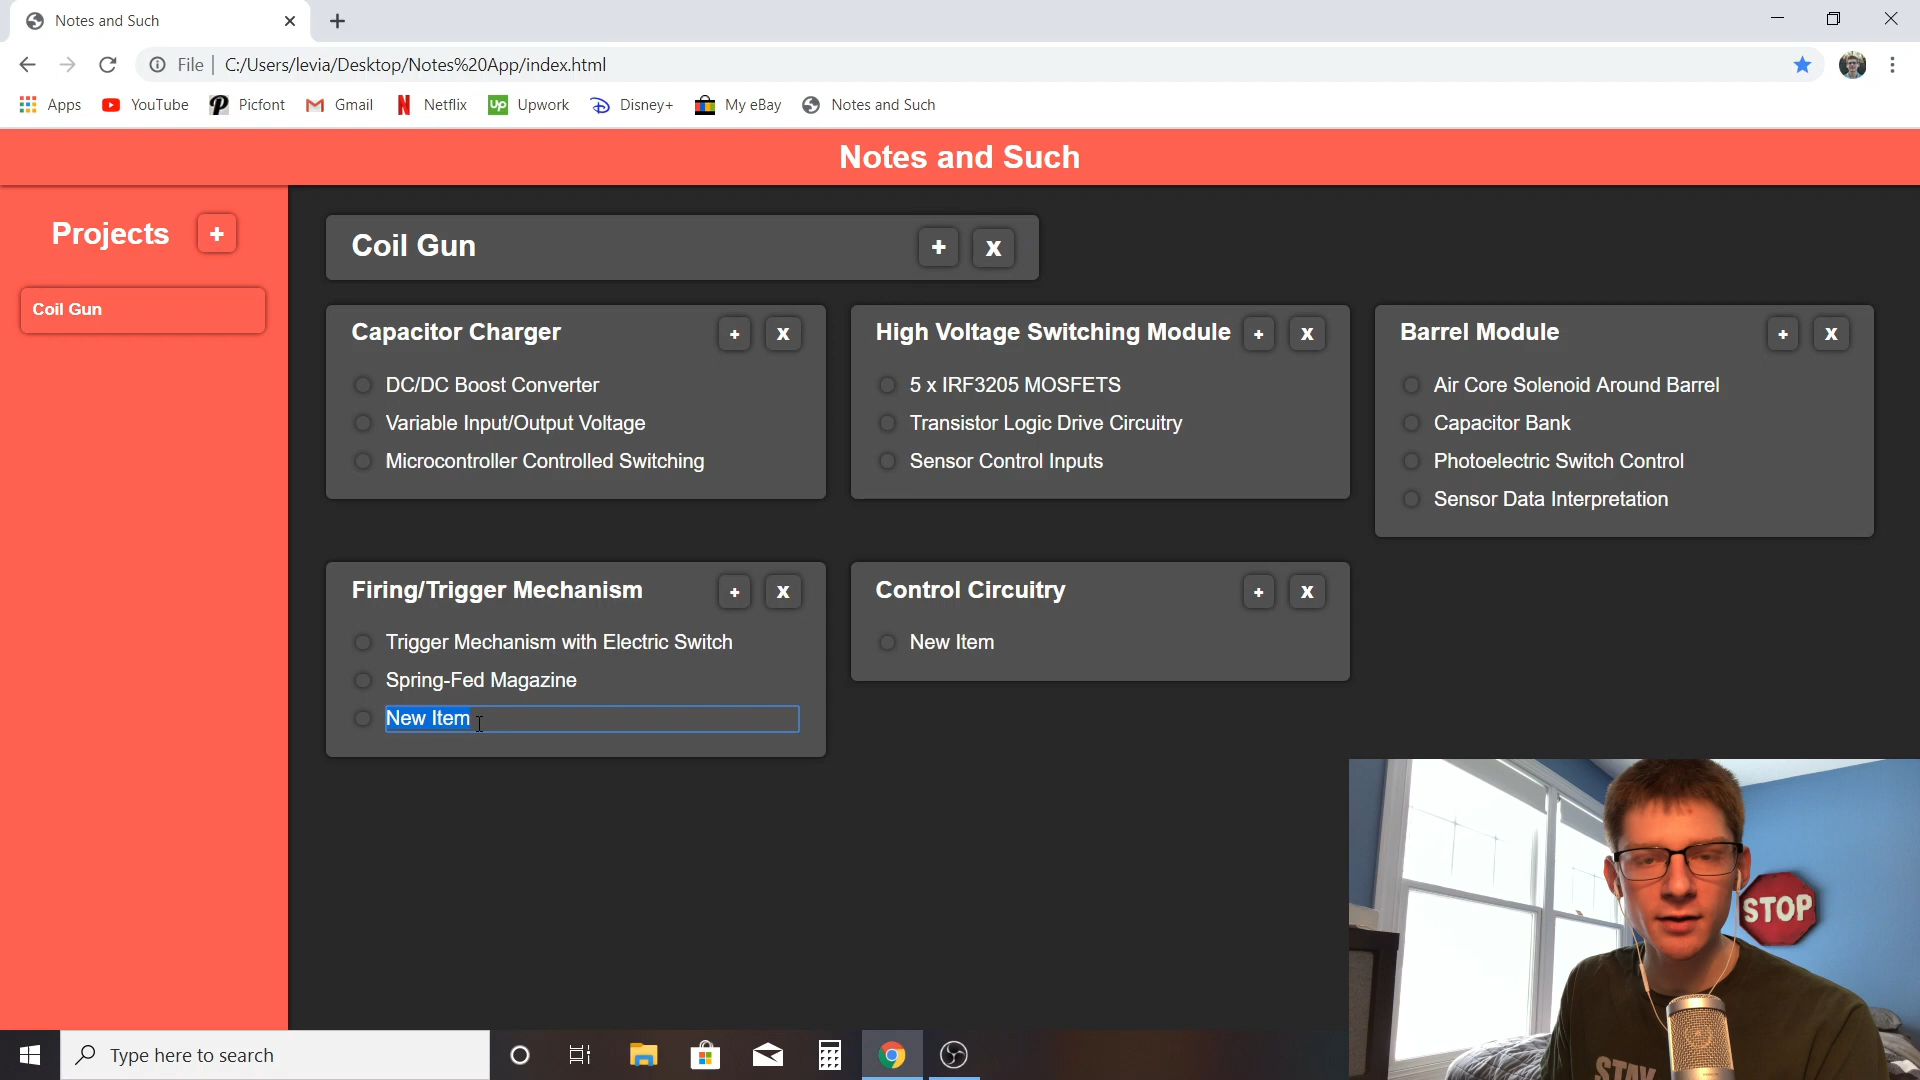 Notes and Such
File
C:/Users/levia/Desktop/Notes%20App/index.html
Apps
YouTube
Picfont
Gmail
Netflix
Upwork
Disney+
My eBay
Notes and Such
Notes and Such
Projects +
Coil Gun
Coil Gun + x
Capacitor Charger + x
DC/DC Boost Converter
Variable Input/Output Voltage
Microcontroller Controlled Switching
High Voltage Switching Module + x
5 x IRF3205 MOSFETS
Transistor Logic Drive Circuitry
Sensor Control Inputs
Barrel Module + x
Air Core Solenoid Around Barrel
Capacitor Bank
Photoelectric Switch Control
Sensor Data Interpretation
Firing/Trigger Mechanism + x
Trigger Mechanism with Electric Switch
Spring-Fed Magazine
New Item
Control Circuitry + x
New Item
STOP
STAY
Type here to search